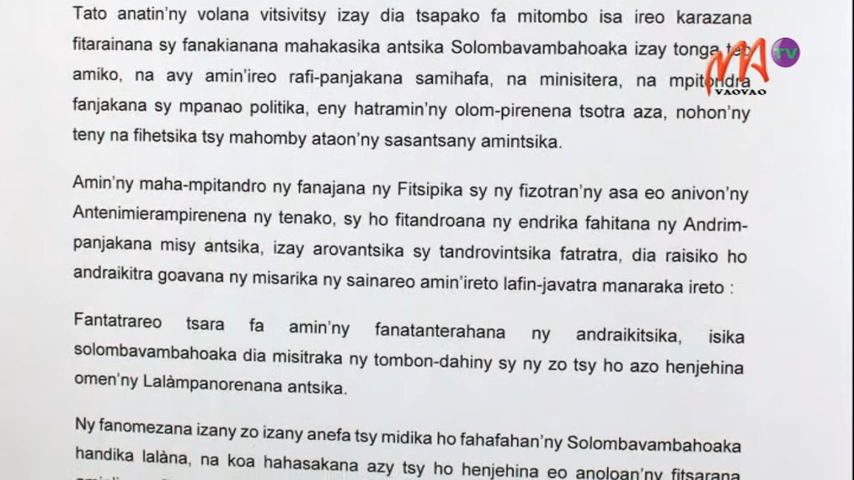 Tato anatin'ny volana vitsivitsy izay dia tsapako fa mitombo isa ireo karazana
fitarainana sy fanakianana mahakasika antsika Solombavambahoaka izay tonga teo
amiko, na avy amin'ireo rafi-panjakana samihafa, na minisitera, na mpitondra
fanjakana sy mpanao politika, eny hatramin'ny olom-pirenena tsotra aza, nohon'ny
teny na fihetsika tsy mahomby ataon'ny sasantsany amintsika.
Amin'ny maha-mpitandro ny fanajana ny Fitsipika sy ny fizotran'ny asa eo anivon'ny
Antenimierampirenena ny tenako, sy ho fitandroana ny endrika fahitana ny Andrim-
panjakana misy antsika, izay arovantsika sy tandrovintsika fatratra, dia raisiko ho
andraikitra goavana ny misarika ny sainareo amin'ireto lafin-javatra manaraka ireto :
Fantatrareo tsara fa amin'ny fanatanterahana ny andraikitsika, isika
solombavambahoaka dia misitraka ny tombon-dahiny sy ny zo tsy ho azo henjehina
omen'ny Lalàmpanorenana antsika.
Ny fanomezana izany zo izany anefa tsy midika ho fahafahan'ny Solombavambahoaka
handika lalàna, na koa hahasakana azy tsy ho henjehina eo anoloan'ny fitsarana
MA TV
VAOVAO